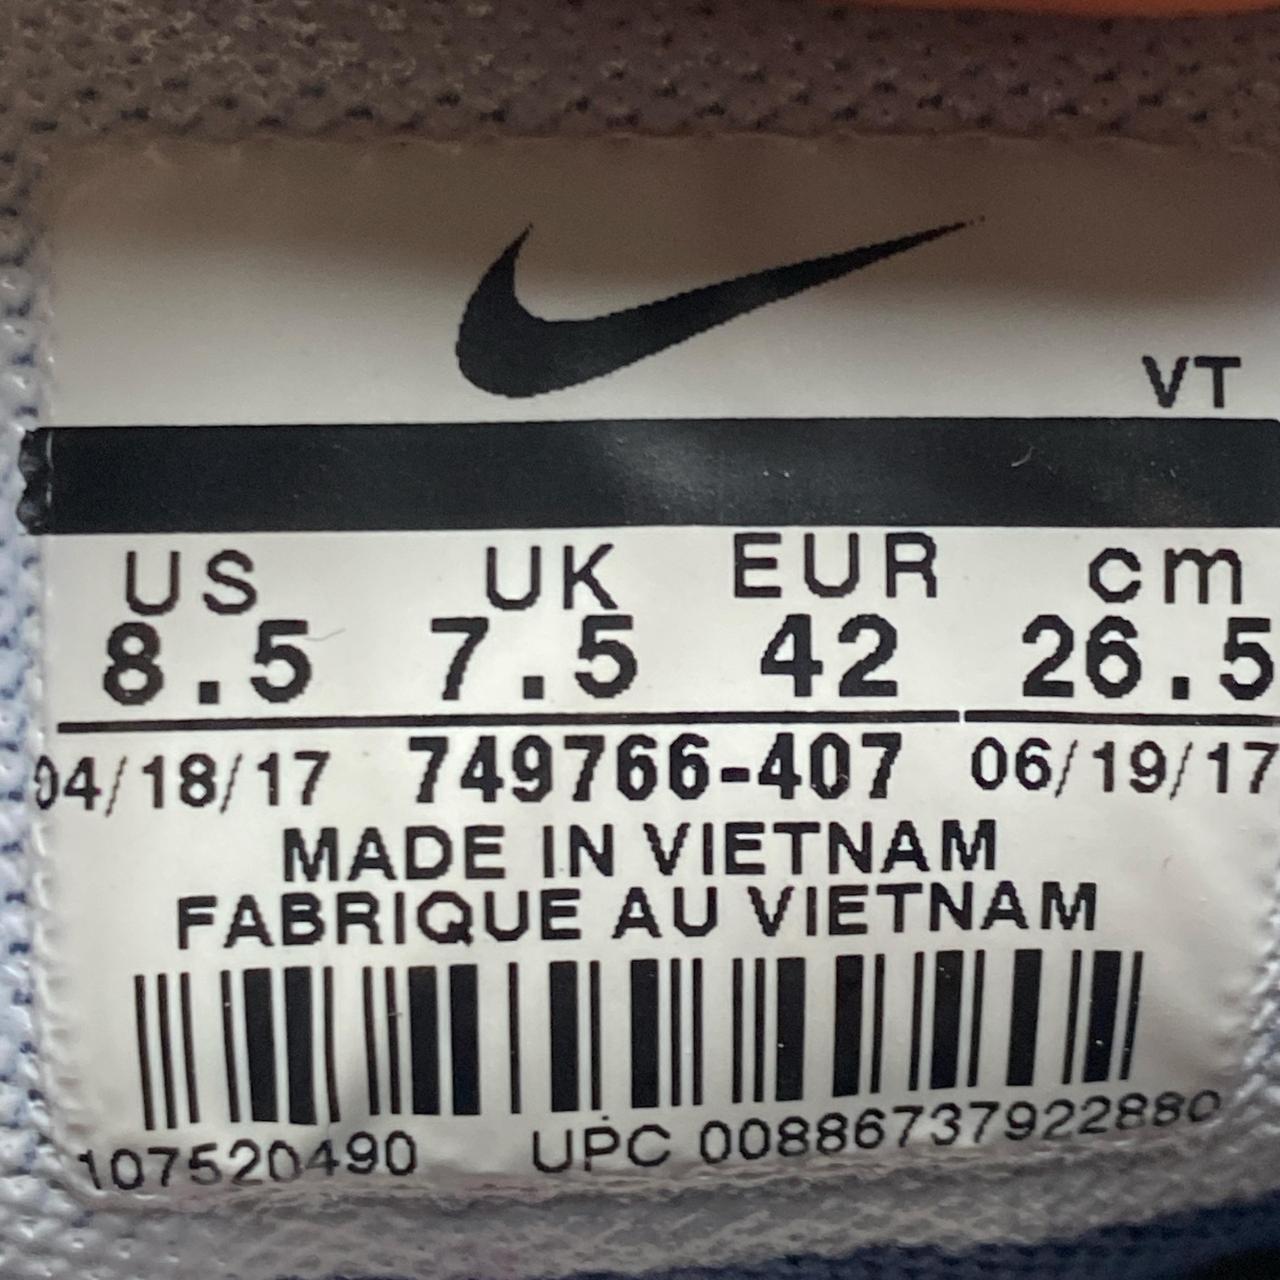 VT
US UK EUR cm
8.5 7.5 42 26.5
04/18/17 749766-407 06/19/17
MADE IN VIETNAM
FABRIQUE AU VIETNAM
107520490 UPC 00886737922880